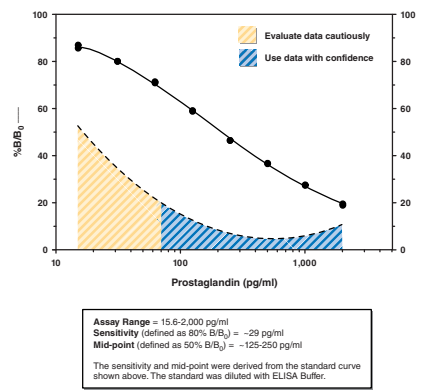 100
100
Evaluate data cautiously
80
Use data with confidence
80
60
60
%B/B₀
40
40
20
20
0
0
10
100
1,000
Prostaglandin (pg/ml)
Assay Range = 15.6-2,000 pg/ml
Sensitivity (defined as 80% B/B₀) = ~29 pg/ml
Mid-point (defined as 50% B/B₀) = ~125-250 pg/ml
The sensitivity and mid-point were derived from the standard curve
shown above. The standard was diluted with ELISA Buffer.